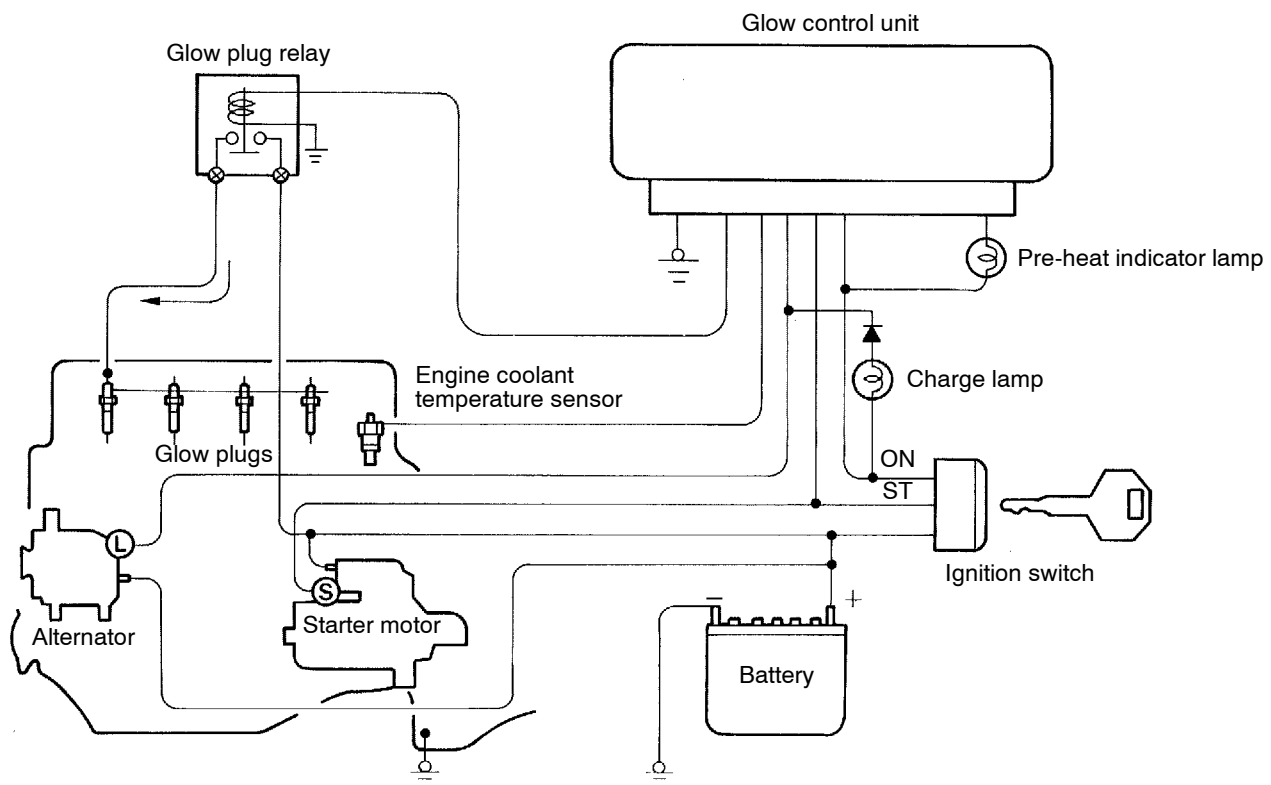 Glow control unit
Glow plug relay
Pre-heat indicator lamp
Engine coolant
temperature sensor
Charge lamp
Glow plugs
ON
ST
L
Ignition switch
S
− +
Starter motor
Alternator
Battery